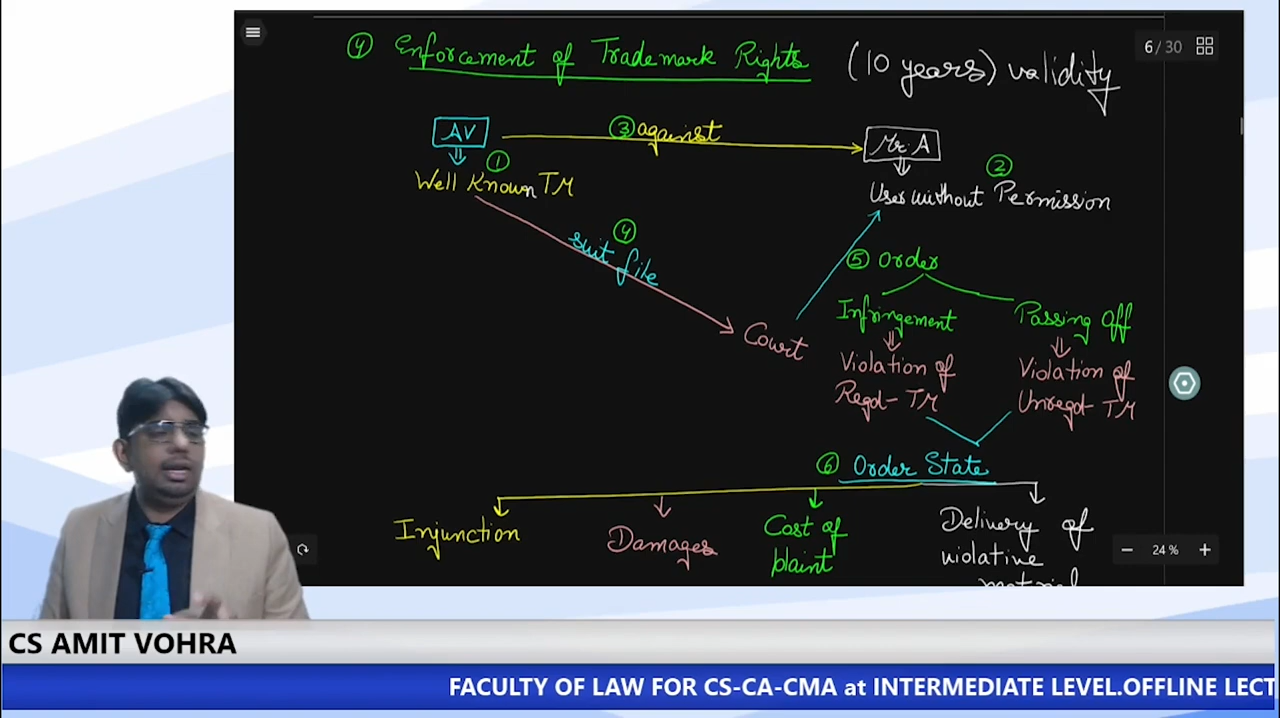 ④ Enforcement of Trademark Rights (10 years) validity
6 / 30
AV
③ against
Mr. A
① Well Known TM
② User without Permission
④ suit file
⑤ Order
Court
Infringement
Passing Off
Violation of
Regd- TM
Violation of
Unregd- TM
⑥ Order State
Injunction
Damages
Cost of
plaint
Delivery of
violative
material
24 %
CS AMIT VOHRA
FACULTY OF LAW FOR CS-CA-CMA at INTERMEDIATE LEVEL.OFFLINE LECT